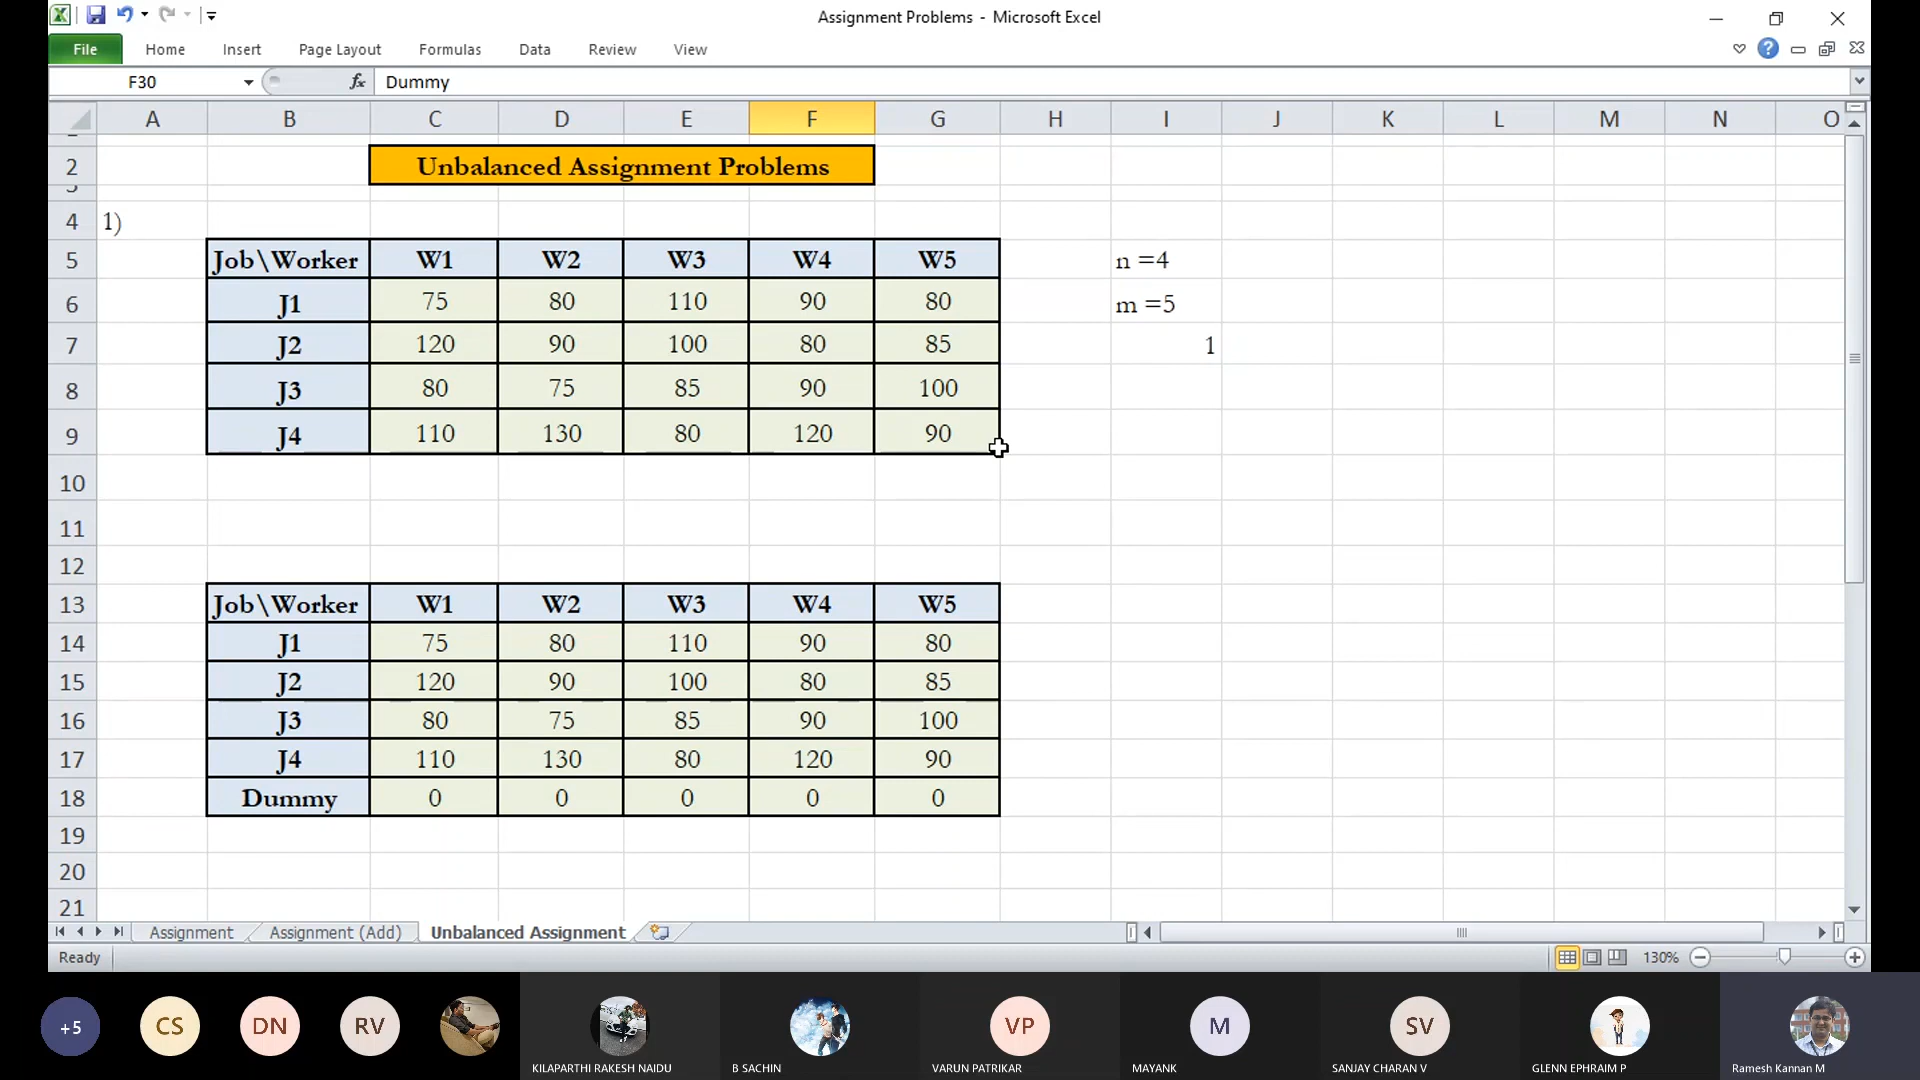 Assignment Problems - Microsoft Excel
File Home Insert Page Layout Formulas Data Review View
F30 fx Dummy
A B C D E F G H I J K L M N O
2 Unbalanced Assignment Problems
3
4 1)
5 Job\Worker W1 W2 W3 W4 W5 n =4
6 J1 75 80 110 90 80 m =5
7 J2 120 90 100 80 85 1
8 J3 80 75 85 90 100
9 J4 110 130 80 120 90
10
11
12
13 Job\Worker W1 W2 W3 W4 W5
14 J1 75 80 110 90 80
15 J2 120 90 100 80 85
16 J3 80 75 85 90 100
17 J4 110 130 80 120 90
18 Dummy 0 0 0 0 0
19
20
21
Assignment Assignment (Add) Unbalanced Assignment
Ready 130%
+5 CS DN RV VP M SV
KILAPARTHI RAKESH NAIDU B SACHIN VARUN PATRIKAR MAYANK SANJAY CHARAN V GLENN EPHRAIM P Ramesh Kannan M